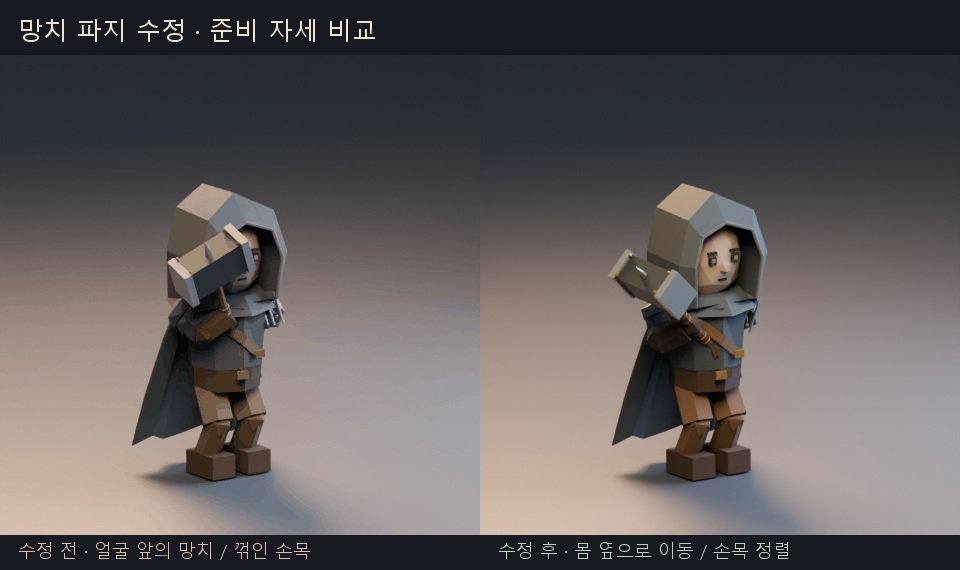 망치 파지 수정 · 준비 자세 비교
수정 전 · 얼굴 앞의 망치 / 꺾인 손목
수정 후 · 몸 옆으로 이동 / 손목 정렬